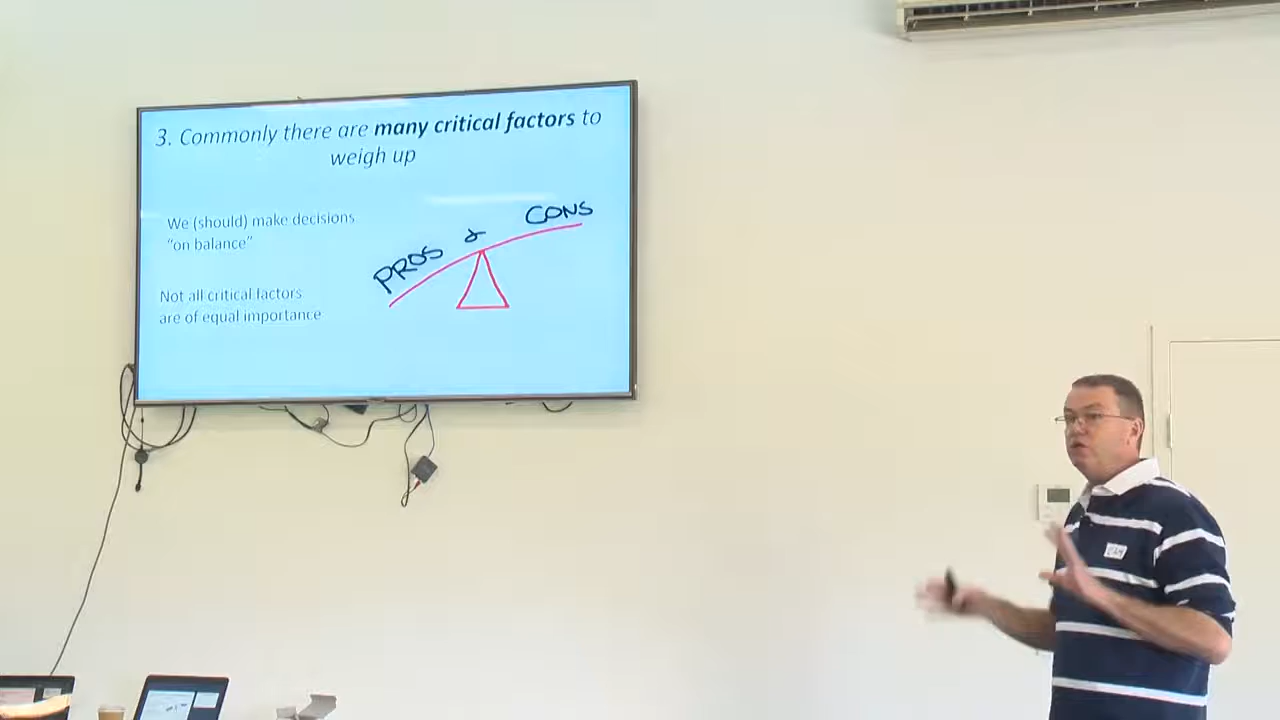 3. Commonly there are many critical factors to
weigh up
We (should) make decisions
"on balance"
PROS & CONS
Not all critical factors
are of equal importance